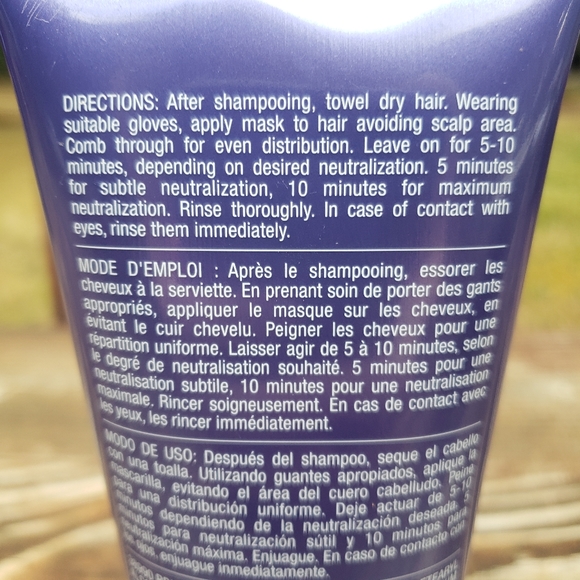 DIRECTIONS: After shampooing, towel dry hair. Wearing
suitable gloves, apply mask to hair avoiding scalp area.
Comb through for even distribution. Leave on for 5-10
minutes, depending on desired neutralization. 5 minutes
for subtle neutralization, 10 minutes for maximum
neutralization. Rinse thoroughly. In case of contact with
eyes, rinse them immediately.
MODE D'EMPLOI : Après le shampooing, essorer les
cheveux à la serviette. En prenant soin de porter des gants
appropriés, appliquer le masque sur les cheveux, en
évitant le cuir chevelu. Peigner les cheveux pour une
répartition uniforme. Laisser agir de 5 à 10 minutes, selon
le degré de neutralisation souhaité. 5 minutes pour une
neutralisation subtile, 10 minutes pour une neutralisation
maximale. Rincer soigneusement. En cas de contact avec
les yeux, les rincer immédiatement.
MODO DE USO: Después del shampoo, seque el cabello
con una toalla. Utilizando guantes apropiados, aplique la
mascarilla, evitando el área del cuero cabelludo. Peine
para una distribución uniforme. Deje actuar de 5-10
minutos dependiendo de la neutralización deseada, 5
minutos para neutralización sútil y 10 minutos para
neutralización máxima. Enjuague. En caso de contacto con
ojos, enjuague inmediatamente.